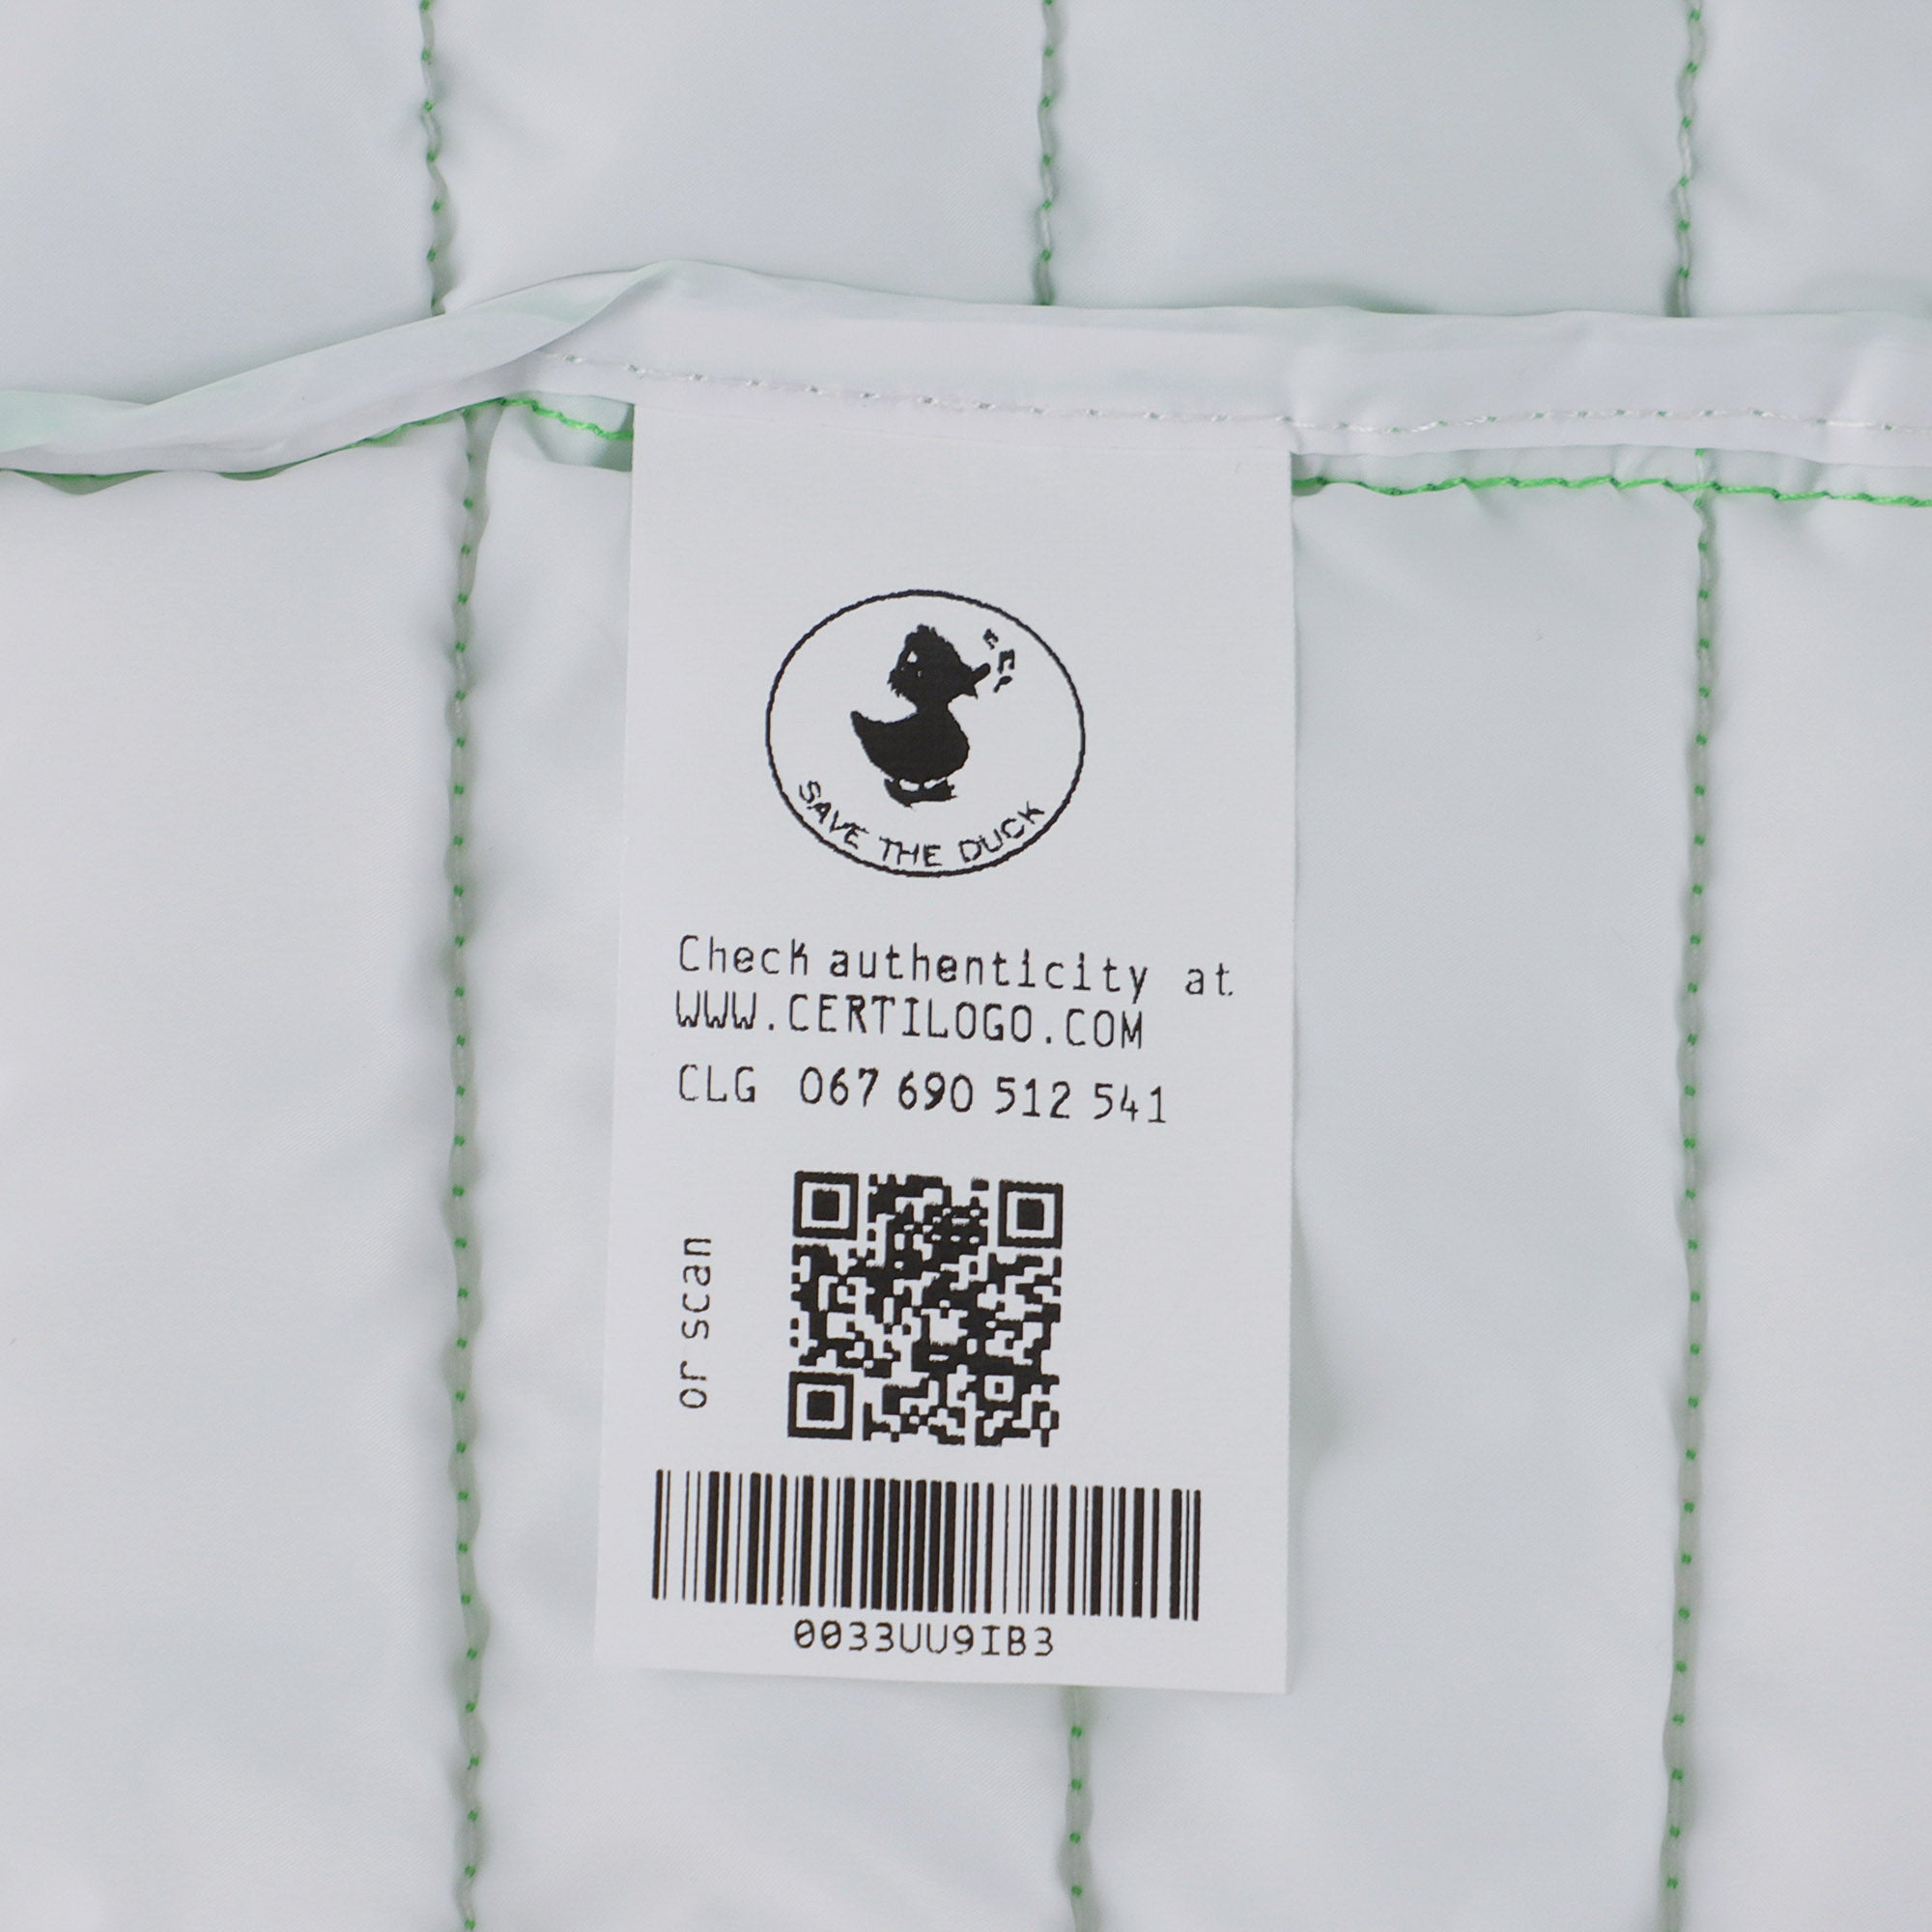 SAVE THE DUCK
Check authenticity at
WWW.CERTILOGO.COM
CLG 067 690 512 541
or scan
0033UU9IB3